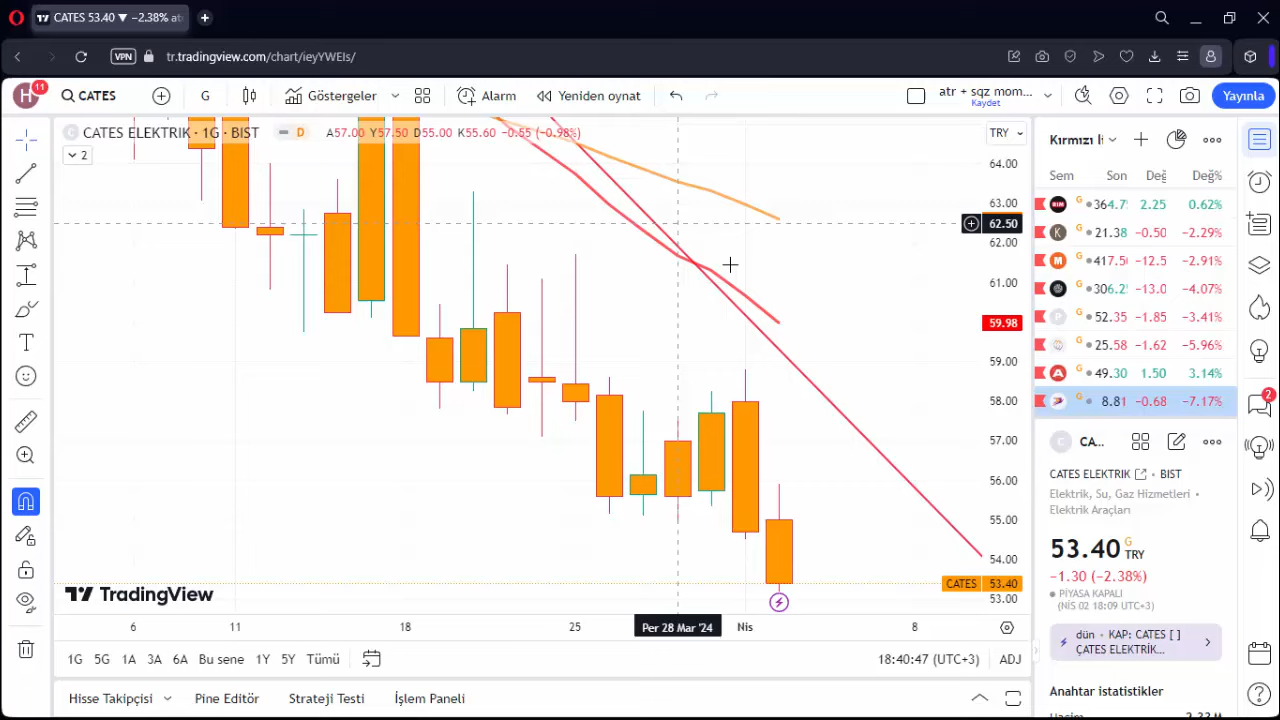 CATES 53.40 ▼ −2.38% at
VPN tr.tradingview.com/chart/ieyYWEIs/
H 11 CATES G Göstergeler Alarm Yeniden oynat atr + sqz mom... Kaydet Yayınla
CATES ELEKTRIK · 1G · BIST D A57.00 Y57.50 D55.00 K55.60 −0.55 (−0.98%)
2
TRY
64.00
63.00
62.50
62.00
61.00
59.98
59.00
58.00
57.00
56.00
55.00
54.00
CATES 53.40
53.00
TradingView
6 11 18 25 Per 28 Mar '24 Nis 8
1G 5G 1A 3A 6A Bu sene 1Y 5Y Tümü 18:40:47 (UTC+3) ADJ
Hisse Takipçisi Pine Editör Strateji Testi İşlem Paneli
Kırmızı li
Sem Son Değ Değ%
G 364.7 2.25 0.62%
K G 21.38 −0.50 −2.29%
G 417.5 −12.5 −2.91%
G 306.2 −13.0 −4.07%
P G 52.35 −1.85 −3.41%
G 25.58 −1.62 −5.96%
G 49.30 1.50 3.14%
G 8.81 −0.68 −7.17%
C CA...
CATES ELEKTRIK • BIST
Elektrik, Su, Gaz Hizmetleri •
Elektrik Araçları
53.40 G TRY
−1.30 (−2.38%)
PİYASA KAPALI
(NİS 02 18:09 UTC+3)
dün • KAP: CATES [ ]
ÇATES ELEKTRİK...
Anahtar istatistikler
2